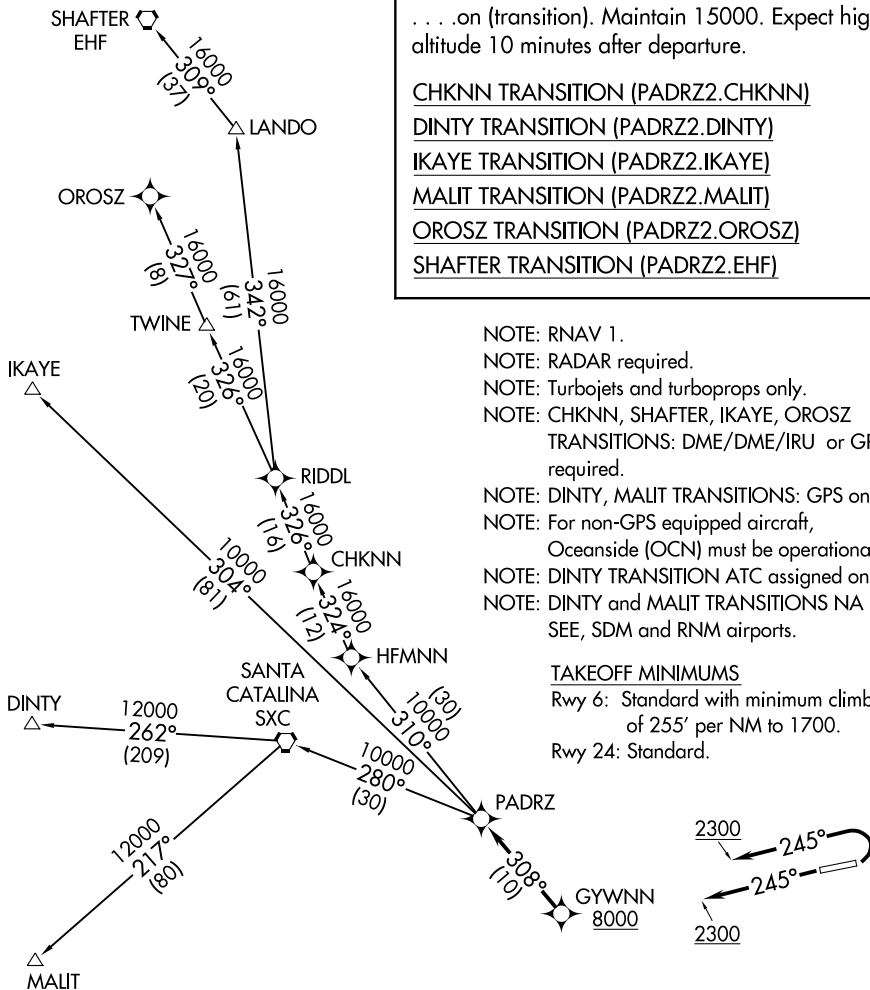 . . . .on (transition). Maintain 15000. Expect
altitude 10 minutes after departure.
CHKNN TRANSITION (PADRZ2.CHKNN)
DINTY TRANSITION (PADRZ2.DINTY)
IKAYE TRANSITION (PADRZ2.IKAYE)
MALIT TRANSITION (PADRZ2.MALIT)
OROSZ TRANSITION (PADRZ2.OROSZ)
SHAFTER TRANSITION (PADRZ2.EHF)
SHAFTER
EHF
16000
309°
(37)
LANDO
OROSZ
16000
327°
(8)
16000
342°
(61)
TWINE
16000
326°
(20)
IKAYE
RIDDL
16000
326°
(16)
CHKNN
16000
324°
(12)
HFMNN
10000
304°
(81)
(30)
10000
310°
SANTA
CATALINA
SXC
DINTY
12000
262°
(209)
10000
280°
(30)
PADRZ
12000
217°
(80)
308°
(10)
GYWNN
8000
MALIT
NOTE: RNAV 1.
NOTE: RADAR required.
NOTE: Turbojets and turboprops only.
NOTE: CHKNN, SHAFTER, IKAYE, OROSZ
TRANSITIONS: DME/DME/IRU or
required.
NOTE: DINTY, MALIT TRANSITIONS: GPS
NOTE: For non-GPS equipped aircraft,
Oceanside (OCN) must be
NOTE: DINTY TRANSITION ATC assigned
NOTE: DINTY and MALIT TRANSITIONS NA
SEE, SDM and RNM airports.
TAKEOFF MINIMUMS
Rwy 6: Standard with minimum climb
of 255' per NM to 1700.
Rwy 24: Standard.
2300
245°
245°
2300